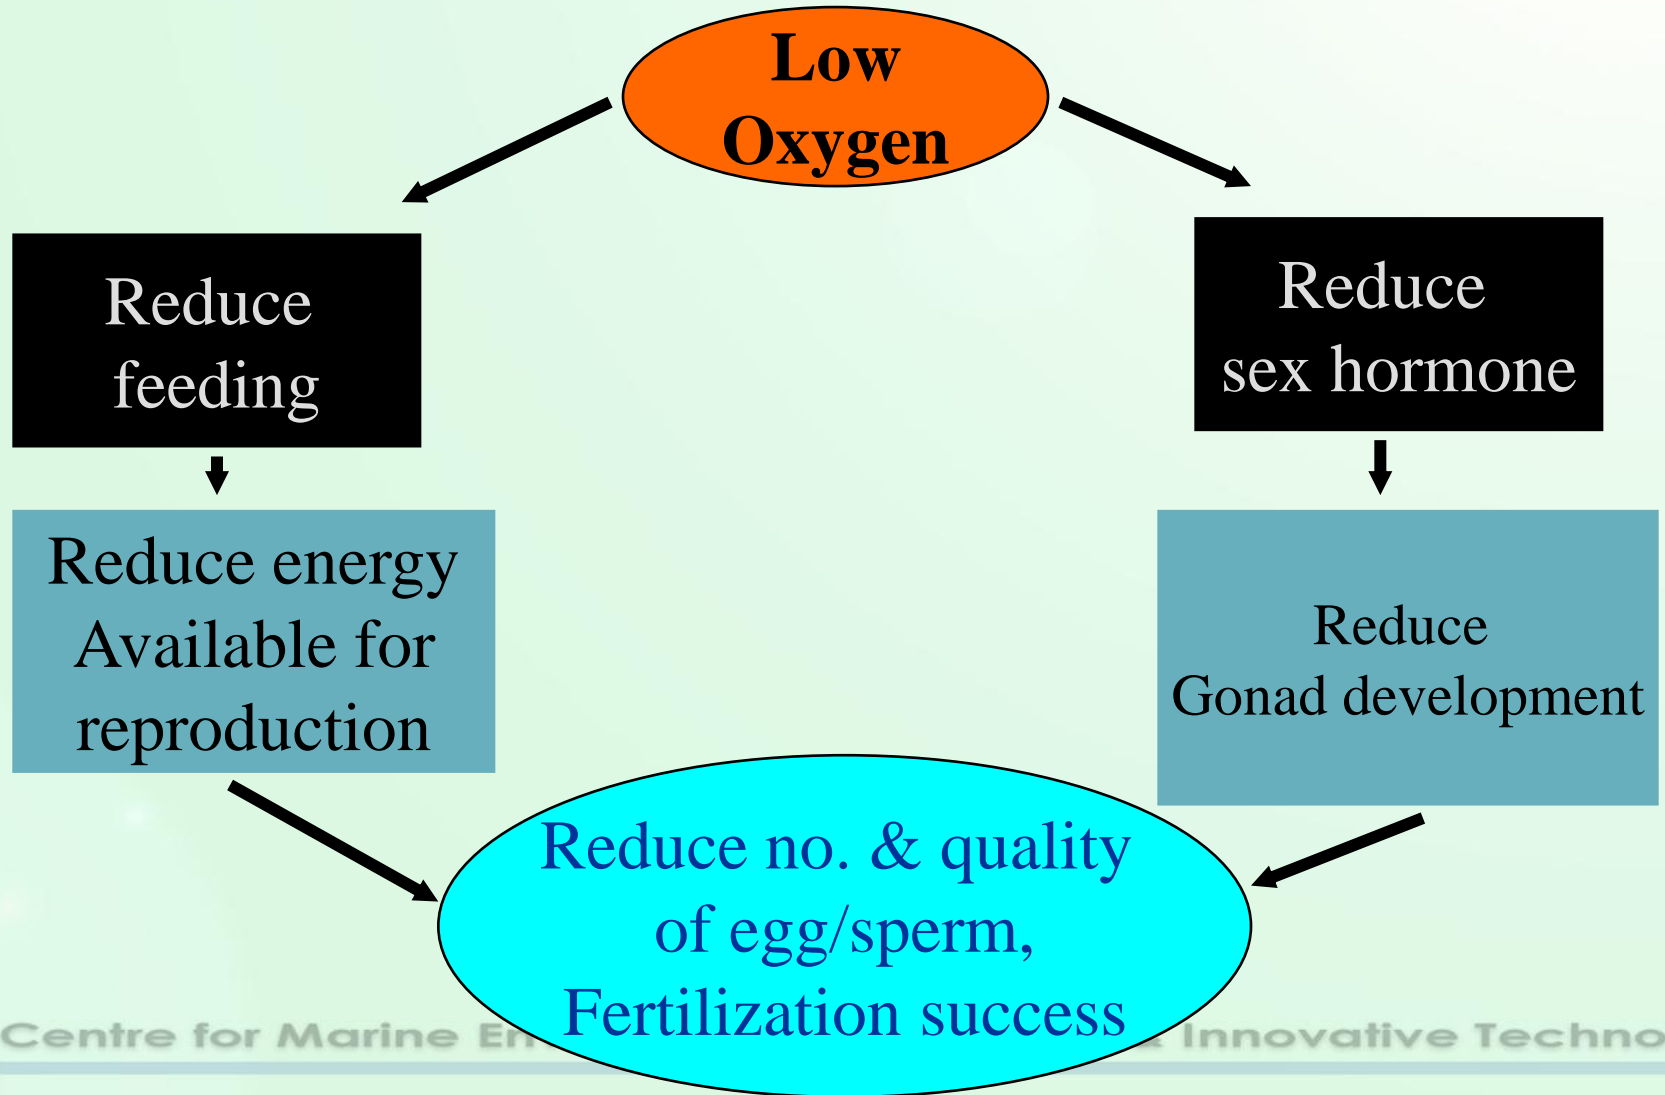 Low
Oxygen
Reduce
feeding
Reduce
sex hormone
Reduce energy
Available for
reproduction
Reduce
Gonad development
Reduce no. & quality
of egg/sperm,
Fertilization success
Centre for Marine
Innovative